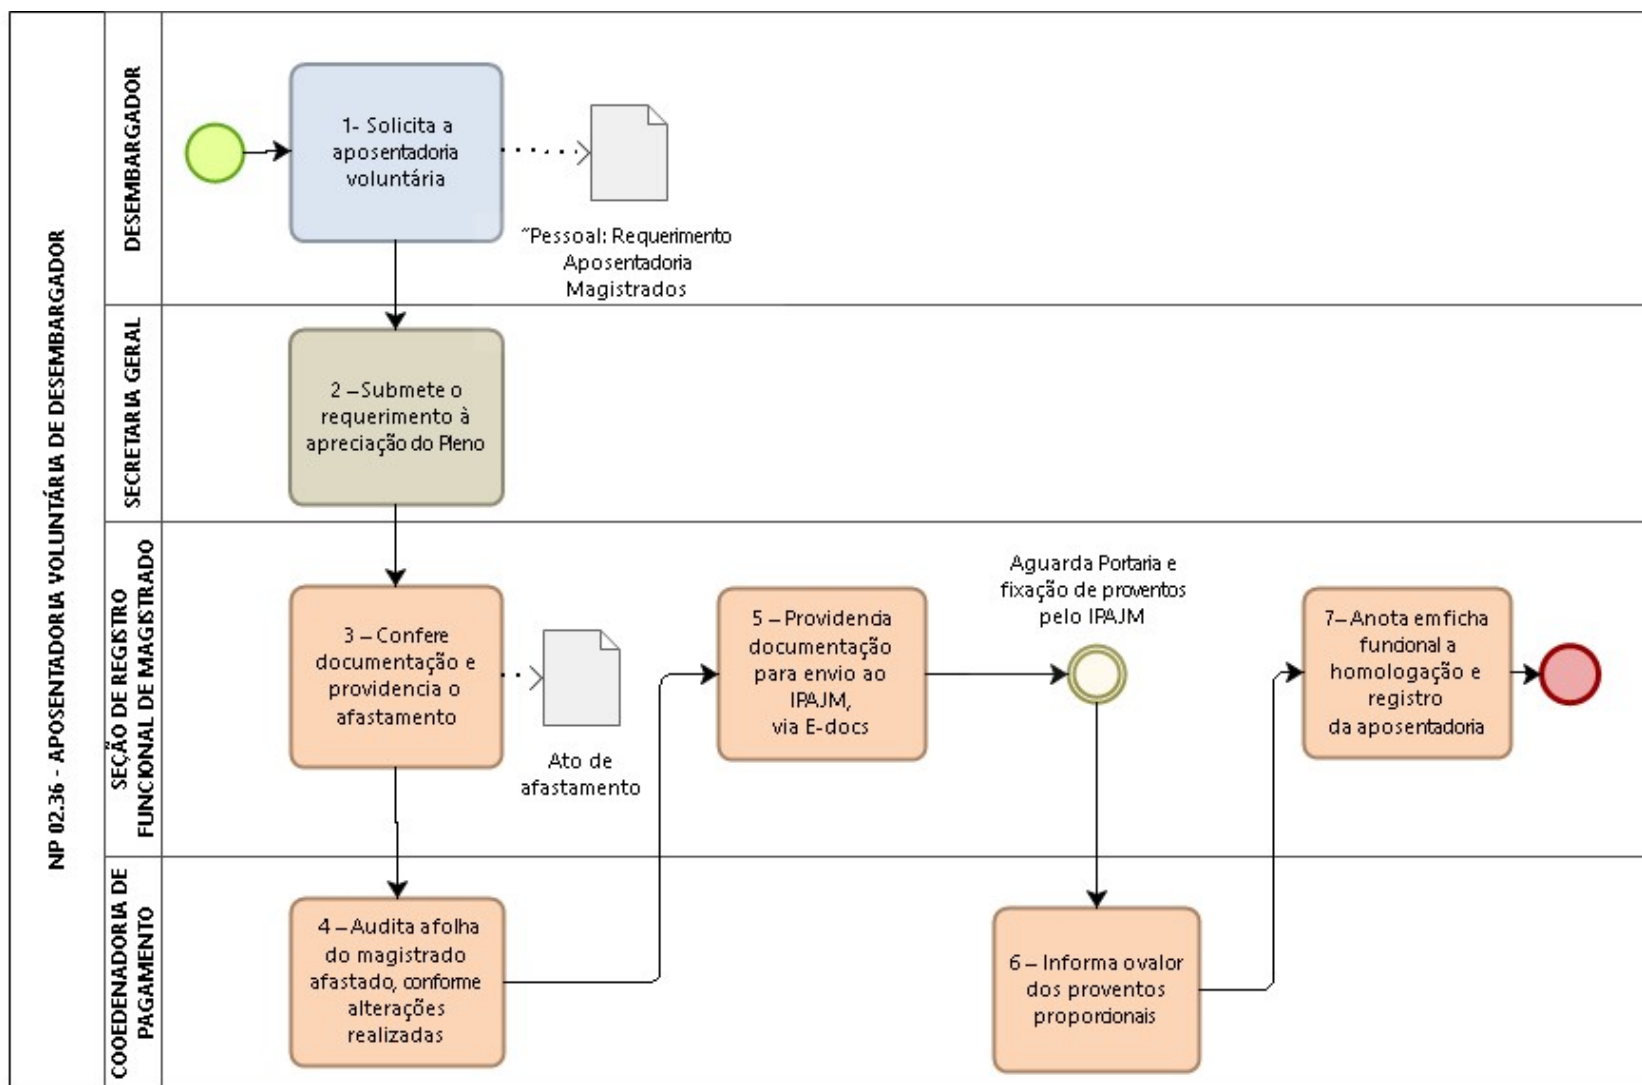 NP 02.36 - APOSENTADORIA VOLUNTÁRIA DE DESEMBARGADOR
DESEMBARGADOR
1- Solicita a
aposentadoria
voluntária
“Pessoal: Requerimento
Aposentadoria
Magistrados
SECRETARIA GERAL
2 – Submete o
requerimento à
apreciação do Pleno
SEÇÃO DE REGISTRO
FUNCIONAL DE MAGISTRADO
3 – Confere
documentação e
providencia o
afastamento
Ato de
afastamento
5 – Providencia
documentação
para envio ao
IPAJM,
via E-docs
Aguarda Portaria e
fixação de proventos
pelo IPAJM
7– Anota em ficha
funcional a
homologação e
registro
da aposentadoria
COOEDENADORIA DE
PAGAMENTO
4 – Audita a folha
do magistrado
afastado, conforme
alterações
realizadas
6 – Informa o valor
dos proventos
proporcionais